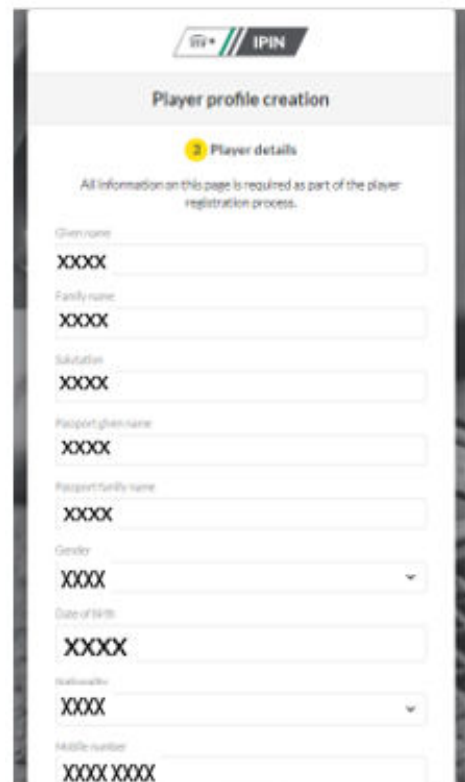 ITF IPIN
Player profile creation
2 Player details
All information on this page is required as part of the player
registration process.
Given name
XXXX
Family name
XXXX
Salutation
XXXX
Passport given name
XXXX
Passport family name
XXXX
Gender
XXXX
Date of birth
XXXX
Nationality
XXXX
Mobile number
XXXX XXXX